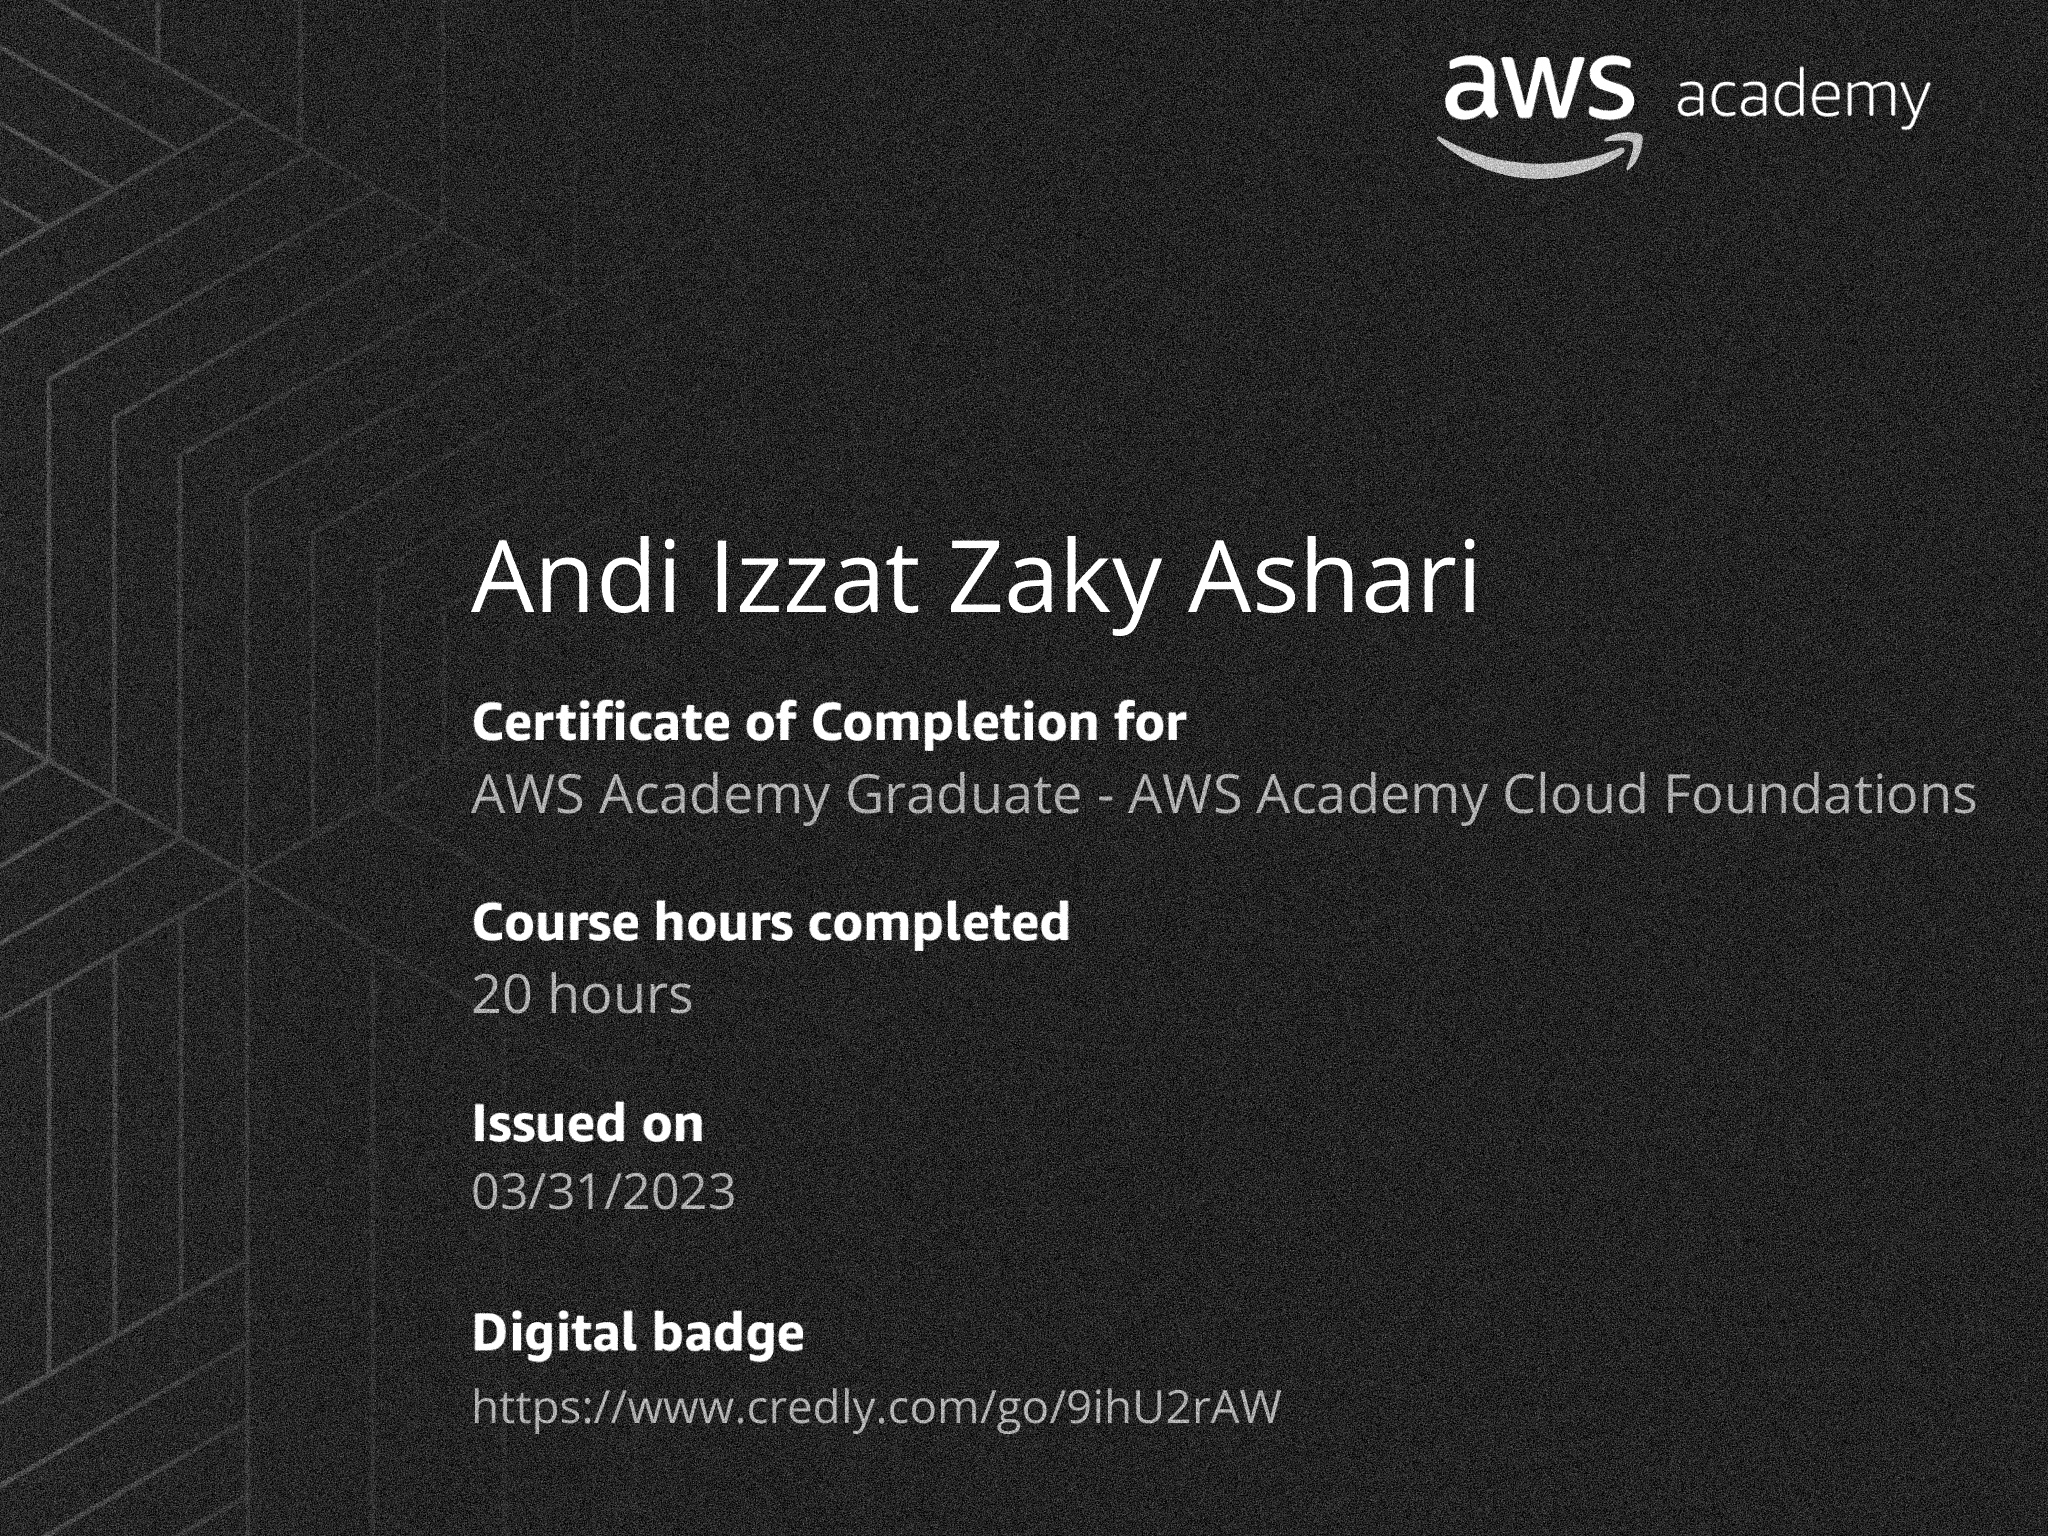 aws academy
Andi Izzat Zaky Ashari
Certificate of Completion for
AWS Academy Graduate - AWS Academy Cloud Foundations
Course hours completed
20 hours
Issued on
03/31/2023
Digital badge
https://www.credly.com/go/9ihU2rAW